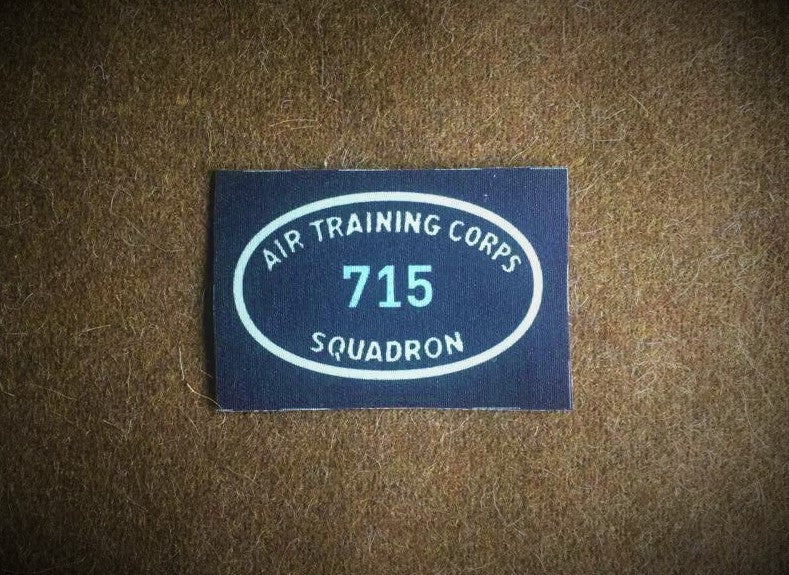 AIR TRAINING CORPS
715
SQUADRON